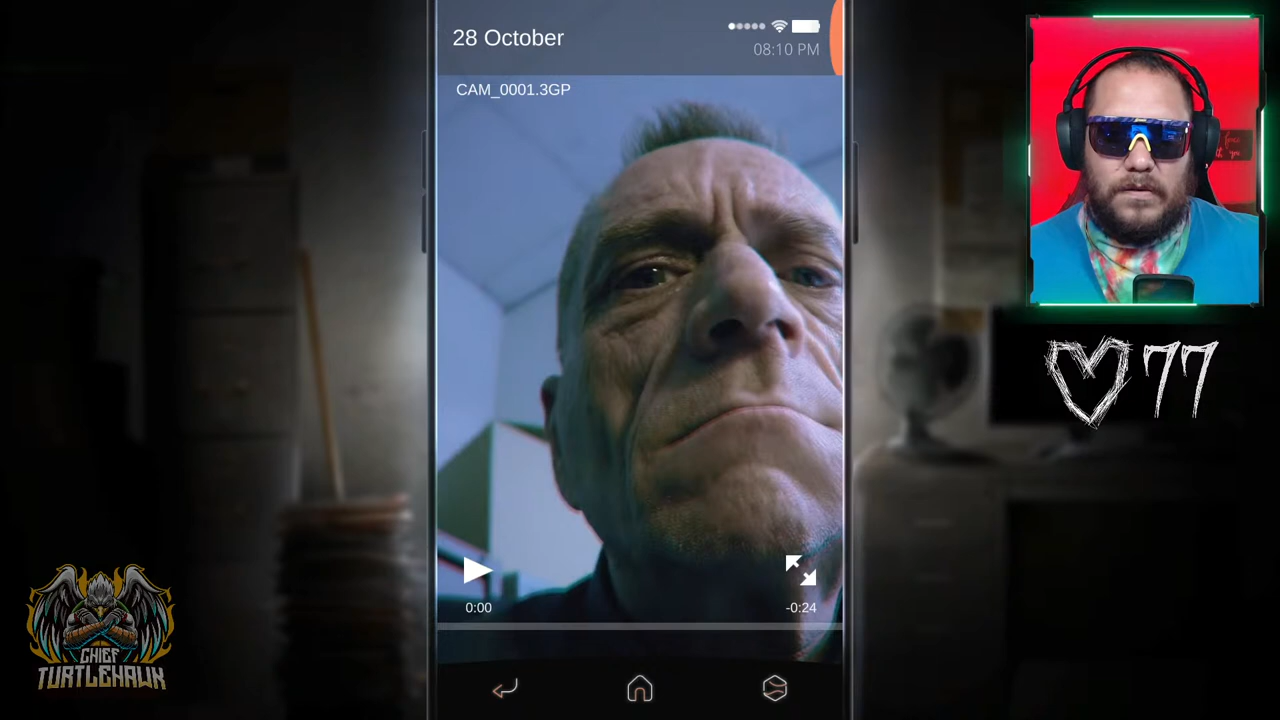 28 October
08:10 PM
CAM_0001.3GP
77
0:00
-0:24
CHIEF
TURTLEHAWK